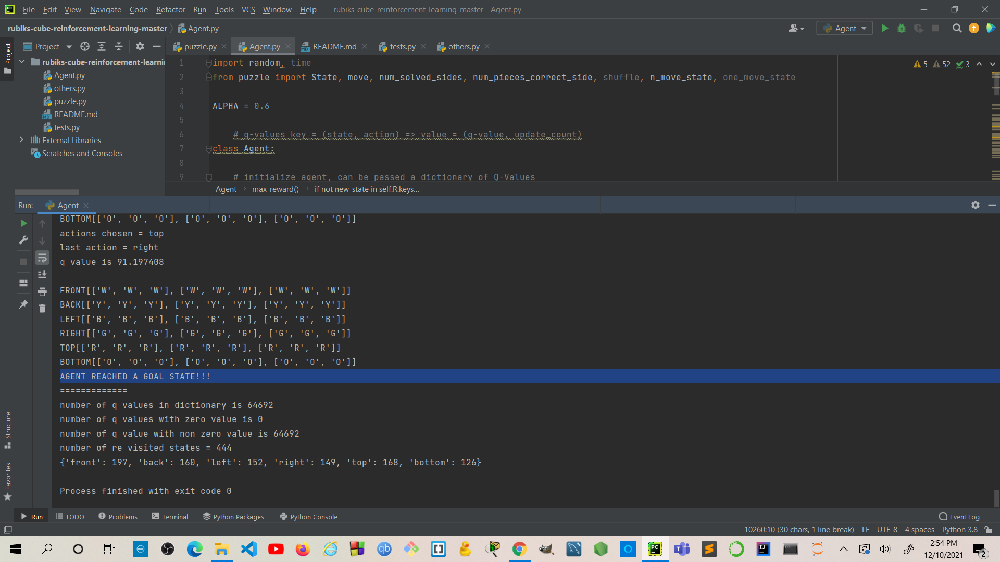 File Edit View Navigate Code Refactor Run Tools VCS Window Help rubiks-cube-reinforcement-learning-master - Agent.py
rubiks-cube-reinforcement-learning-master Agent.py Agent
Project
Project
puzzle.py Agent.py README.md tests.py others.py
rubiks-cube-reinforcement-learni
Agent.py
others.py
puzzle.py
README.md
tests.py
External Libraries
Scratches and Consoles
5 52 3
1 import random, time
2 from puzzle import State, move, num_solved_sides, num_pieces_correct_side, shuffle, n_move_state, one_move_state
3
4 ALPHA = 0.6
5
6 # q-values key = (state, action) => value = (q-value, update_count)
7 class Agent:
8
9 # initialize agent, can be passed a dictionary of Q-Values
Agent max_reward() if not new_state in self.R.keys...
Run: Agent
BOTTOM[['O', 'O', 'O'], ['O', 'O', 'O'], ['O', 'O', 'O']]
actions chosen = top
last action = right
q value is 91.197408
FRONT[['W', 'W', 'W'], ['W', 'W', 'W'], ['W', 'W', 'W']]
BACK[['Y', 'Y', 'Y'], ['Y', 'Y', 'Y'], ['Y', 'Y', 'Y']]
LEFT[['B', 'B', 'B'], ['B', 'B', 'B'], ['B', 'B', 'B']]
RIGHT[['G', 'G', 'G'], ['G', 'G', 'G'], ['G', 'G', 'G']]
TOP[['R', 'R', 'R'], ['R', 'R', 'R'], ['R', 'R', 'R']]
BOTTOM[['O', 'O', 'O'], ['O', 'O', 'O'], ['O', 'O', 'O']]
AGENT REACHED A GOAL STATE!!!
=============
number of q values in dictionary is 64692
number of q values with zero value is 0
number of q value with non zero value is 64692
number of re visited states = 444
{'front': 197, 'back': 160, 'left': 152, 'right': 149, 'top': 168, 'bottom': 126}
Process finished with exit code 0
Structure
Favorites
Run TODO Problems Terminal Python Packages Python Console Event Log
10260:10 (30 chars, 1 line break) LF UTF-8 4 spaces Python 3.8
2:54 PM
12/10/2021
2